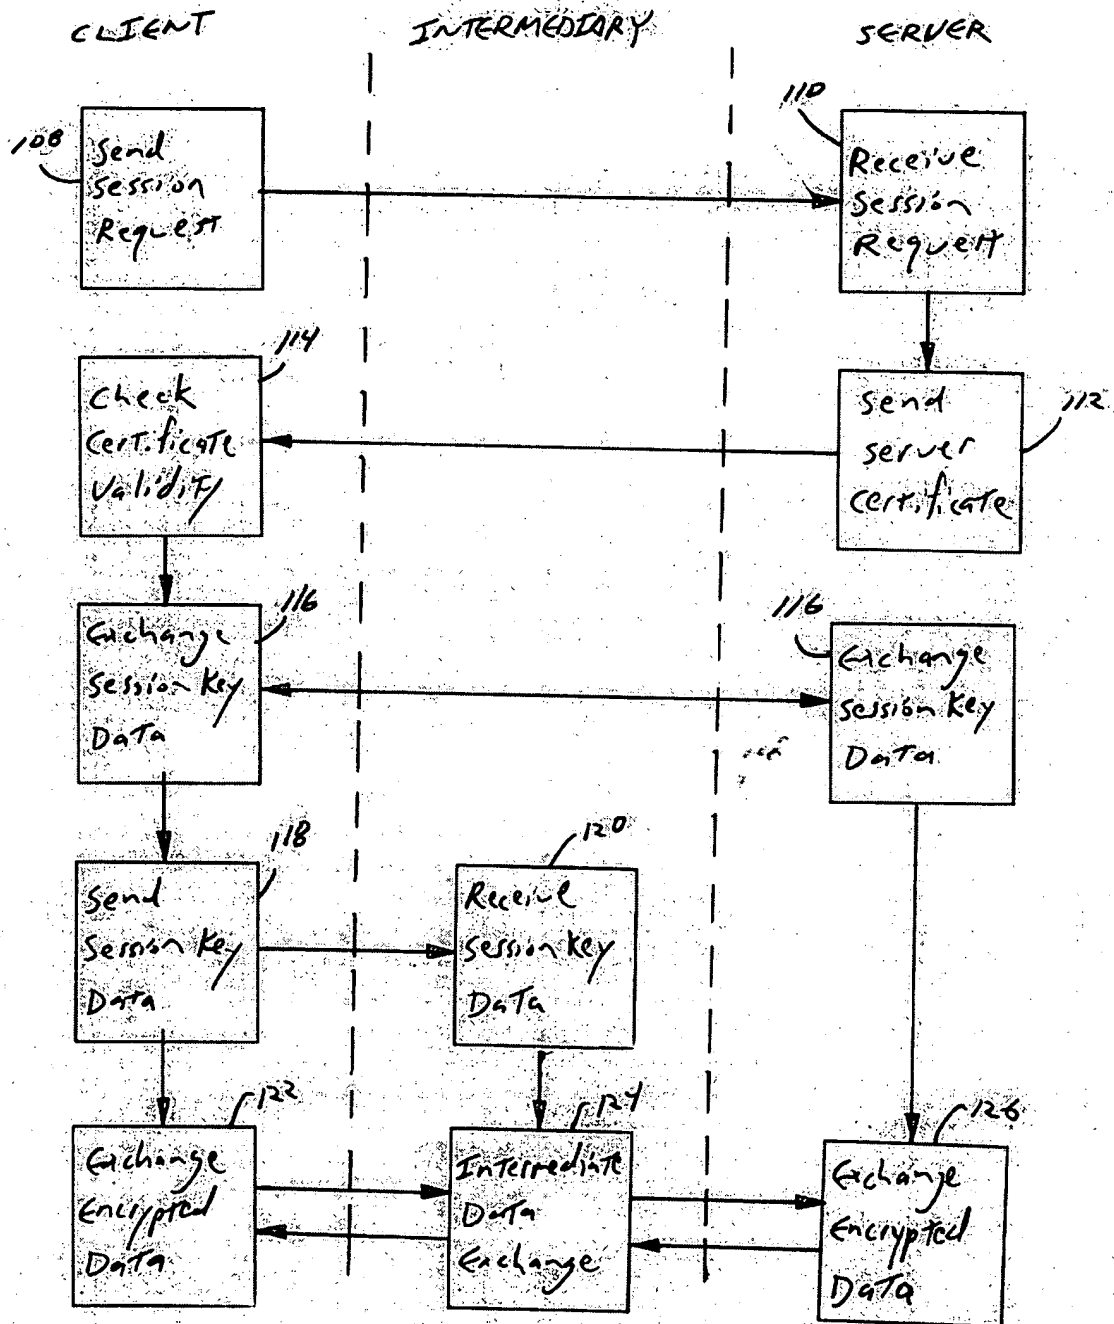 CLIENT INTERMEDIARY SERVER
108
Send
Session
Request
110
Receive
Session
Request
114
Check
Certificate
Validity
112
Send
Server
Certificate
116
Exchange
Session Key
Data
116
Exchange
Session Key
Data
118
Send
Session Key
Data
120
Receive
Session Key
Data
122
Exchange
Encrypted
Data
124
Intermediate
Data
Exchange
126
Exchange
Encrypted
Data